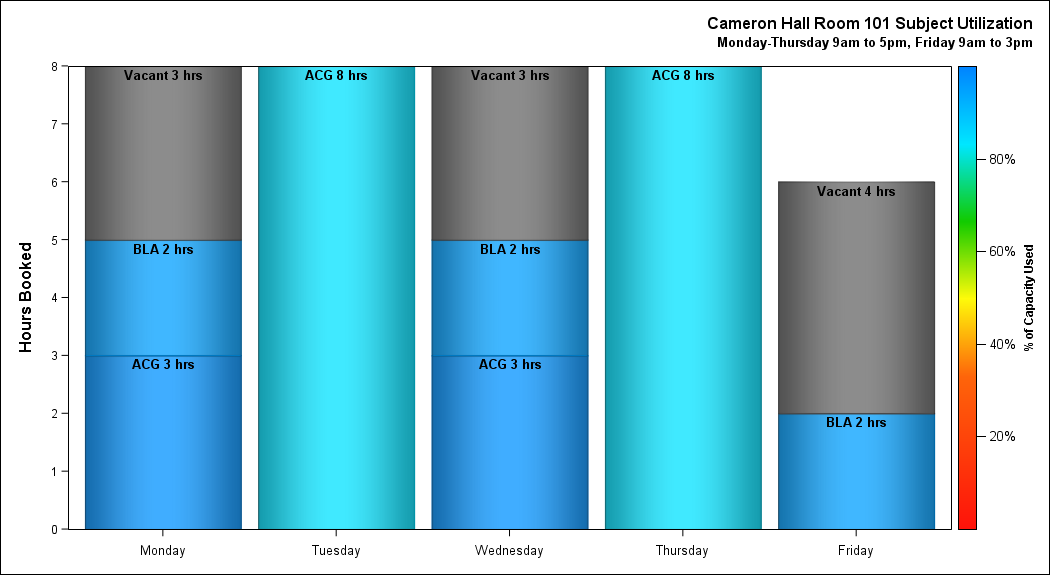 Cameron Hall Room 101 Subject Utilization
Monday-Thursday 9am to 5pm, Friday 9am to 3pm
Hours Booked
8
7
6
5
4
3
2
1
0
Vacant 3 hrs
BLA 2 hrs
ACG 3 hrs
ACG 8 hrs
Vacant 3 hrs
BLA 2 hrs
ACG 3 hrs
ACG 8 hrs
Vacant 4 hrs
BLA 2 hrs
Monday
Tuesday
Wednesday
Thursday
Friday
80%
60%
40%
20%
% of Capacity Used